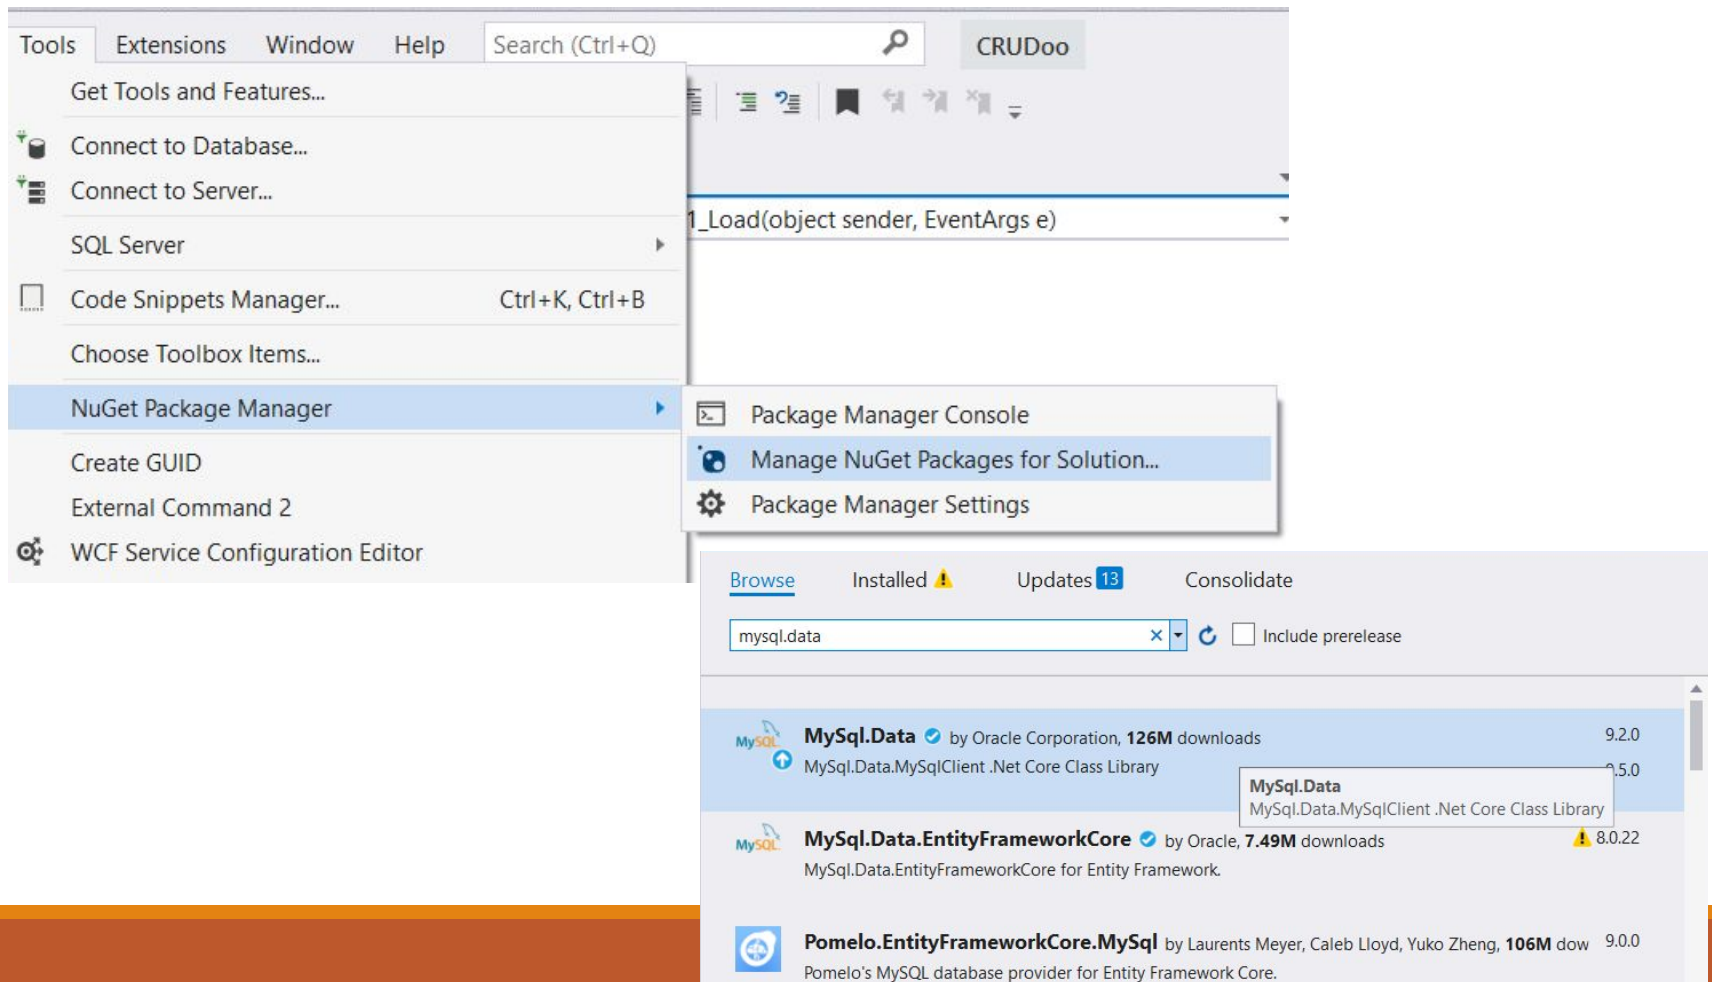 Tools Extensions Window Help Search (Ctrl+Q) CRUDoo
Get Tools and Features...
Connect to Database...
Connect to Server...
1_Load(object sender, EventArgs e)
SQL Server
Code Snippets Manager... Ctrl+K, Ctrl+B
Choose Toolbox Items...
NuGet Package Manager
Package Manager Console
Manage NuGet Packages for Solution...
Package Manager Settings
Create GUID
External Command 2
WCF Service Configuration Editor
Browse Installed Updates 13 Consolidate
mysql.data Include prerelease
MySQL MySql.Data by Oracle Corporation, 126M downloads 9.2.0
MySql.Data.MySqlClient .Net Core Class Library .5.0
MySql.Data
MySql.Data.MySqlClient .Net Core Class Library
MySQL MySql.Data.EntityFrameworkCore by Oracle, 7.49M downloads 8.0.22
MySql.Data.EntityFrameworkCore for Entity Framework.
Pomelo.EntityFrameworkCore.MySql by Laurents Meyer, Caleb Lloyd, Yuko Zheng, 106M dow 9.0.0
Pomelo's MySQL database provider for Entity Framework Core.